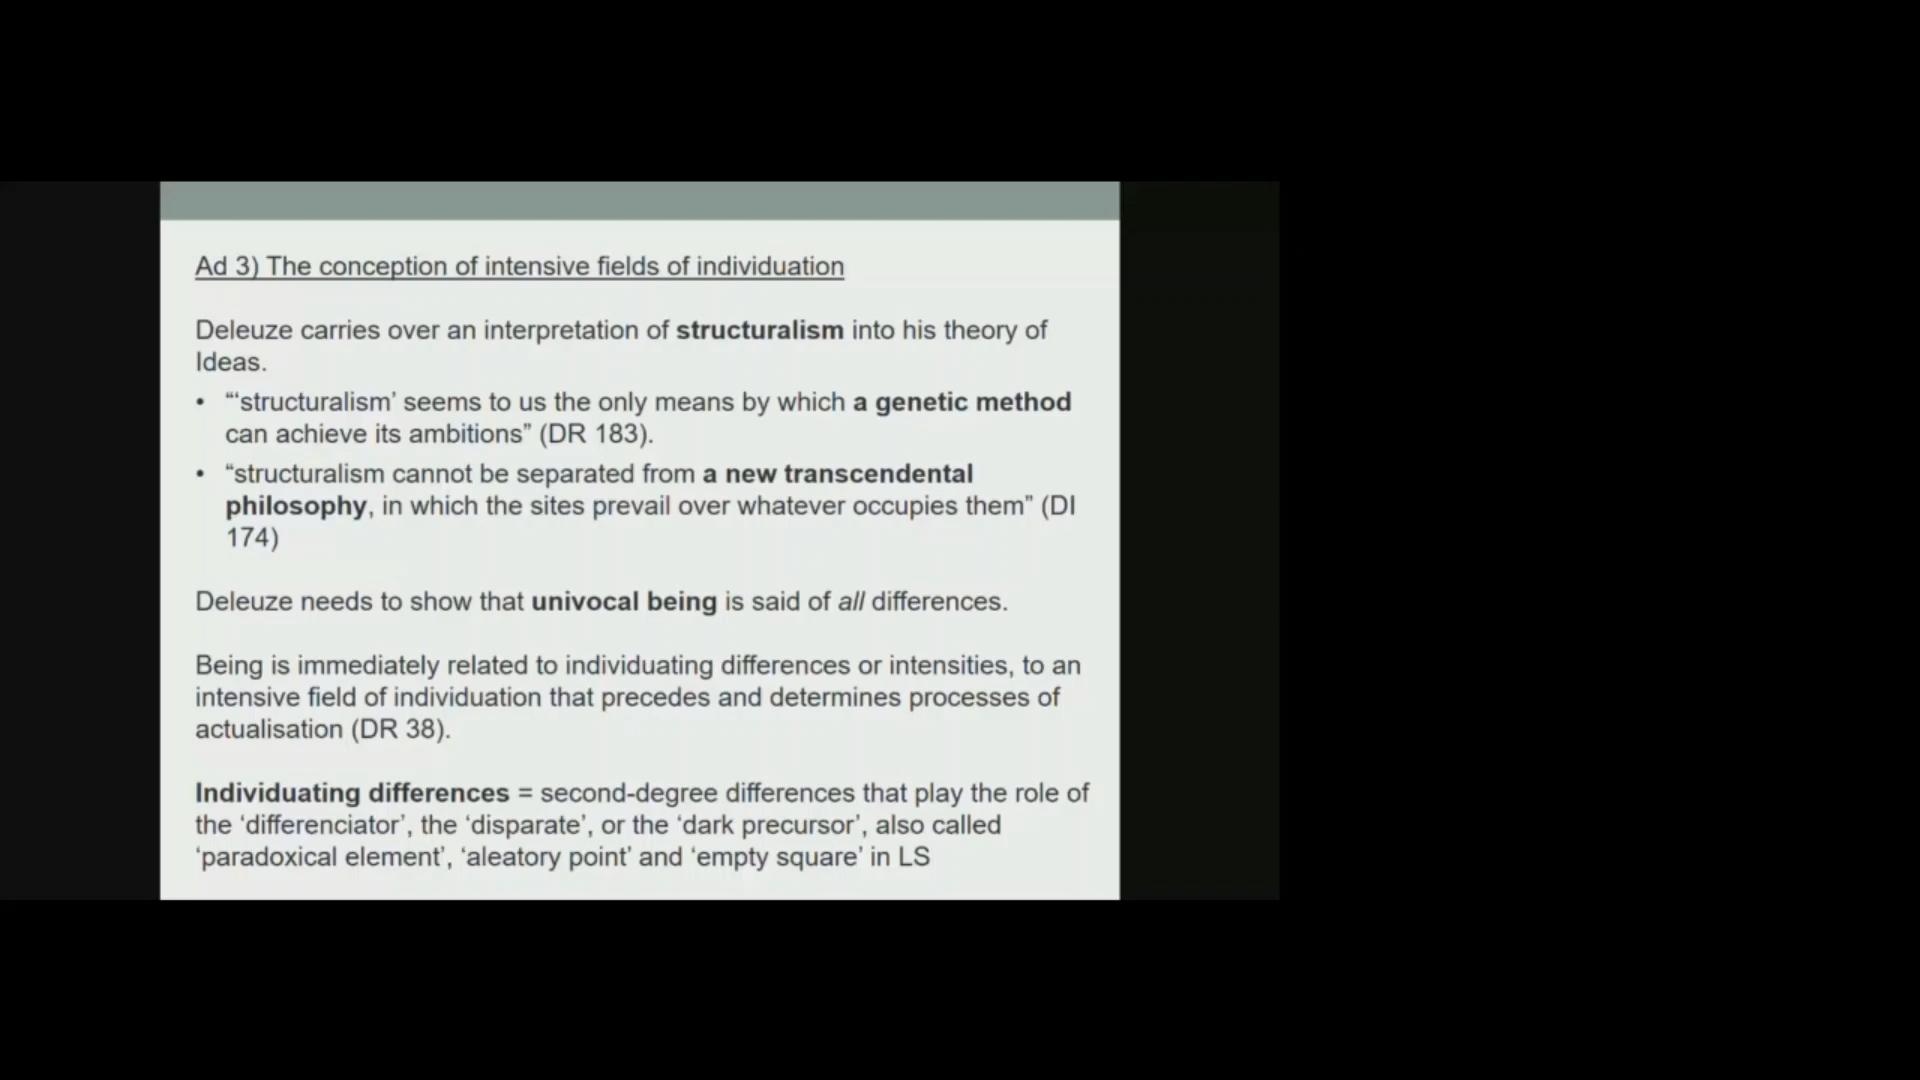 Ad 3) The conception of intensive fields of individuation
Deleuze carries over an interpretation of structuralism into his theory of
Ideas.
• “‘structuralism’ seems to us the only means by which a genetic method
can achieve its ambitions” (DR 183).
• “structuralism cannot be separated from a new transcendental
philosophy, in which the sites prevail over whatever occupies them” (DI
174)
Deleuze needs to show that univocal being is said of all differences.
Being is immediately related to individuating differences or intensities, to an
intensive field of individuation that precedes and determines processes of
actualisation (DR 38).
Individuating differences = second-degree differences that play the role of
the ‘differenciator’, the ‘disparate’, or the ‘dark precursor’, also called
‘paradoxical element’, ‘aleatory point’ and ‘empty square’ in LS